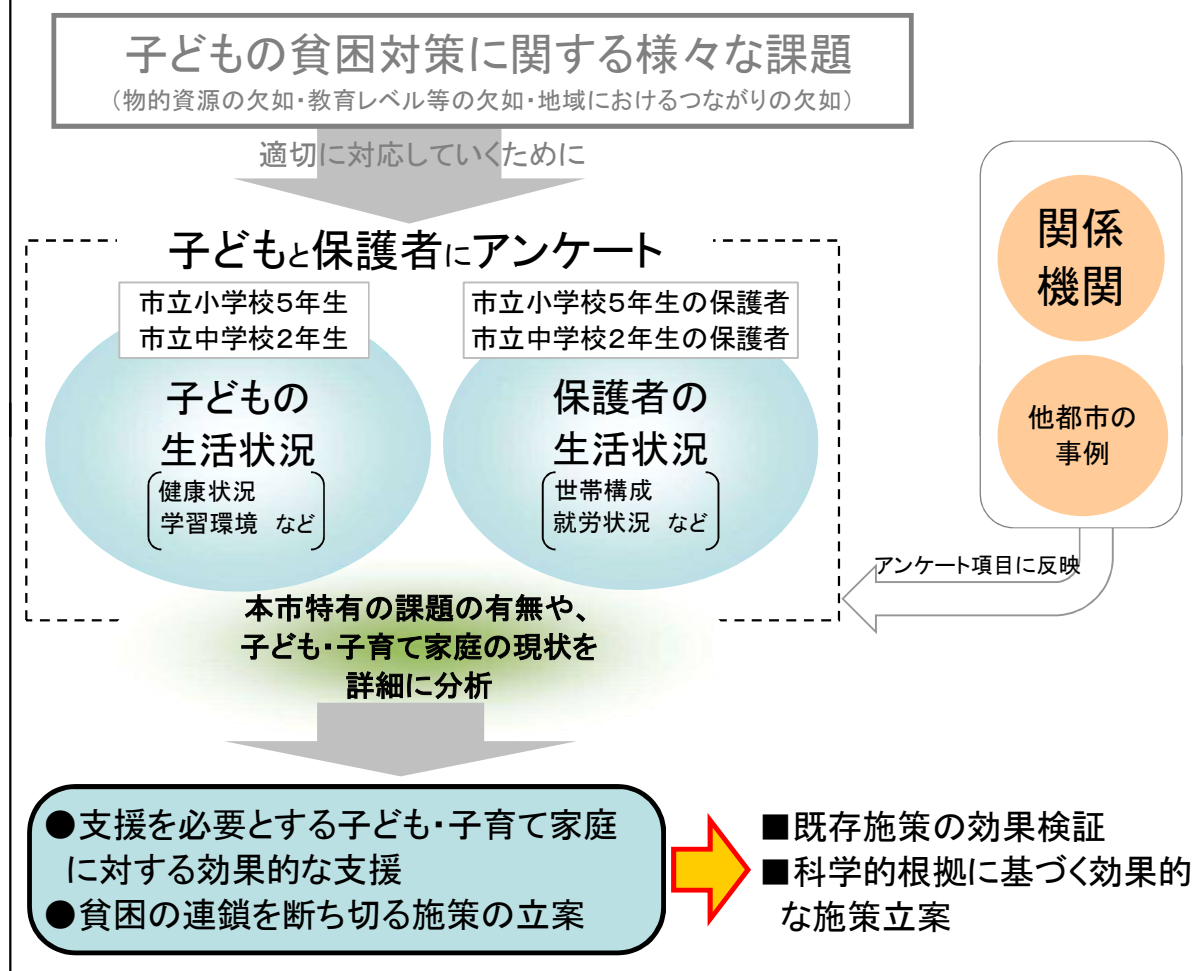 子どもの貧困対策に関する様々な課題
(物的資源の欠如・教育レベル等の欠如・地域におけるつながりの欠如)
適切に対応していくために
子どもと保護者にアンケート
市立小学校5年生
市立中学校2年生
子どもの
生活状況
健康状況
学習環境 など
市立小学校5年生の保護者
市立中学校2年生の保護者
保護者の
生活状況
世帯構成
就労状況 など
関係
機関
他都市の
事例
アンケート項目に反映
本市特有の課題の有無や、
子ども・子育て家庭の現状を
詳細に分析
●支援を必要とする子ども・子育て家庭
に対する効果的な支援
●貧困の連鎖を断ち切る施策の立案
■既存施策の効果検証
■科学的根拠に基づく効果的
な施策立案